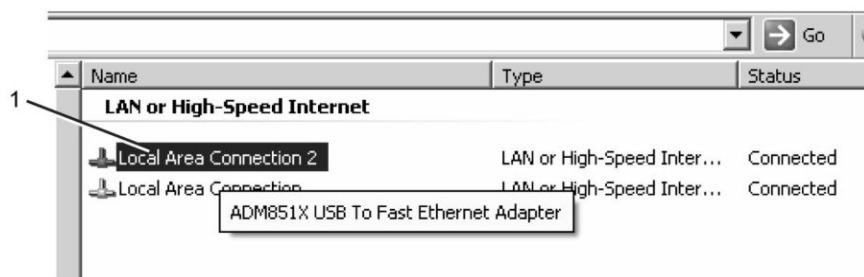 Go
Name Type Status
LAN or High-Speed Internet
1
Local Area Connection 2 LAN or High-Speed Inter... Connected
Local Area Connection LAN or High-Speed Inter... Connected
ADM851X USB To Fast Ethernet Adapter